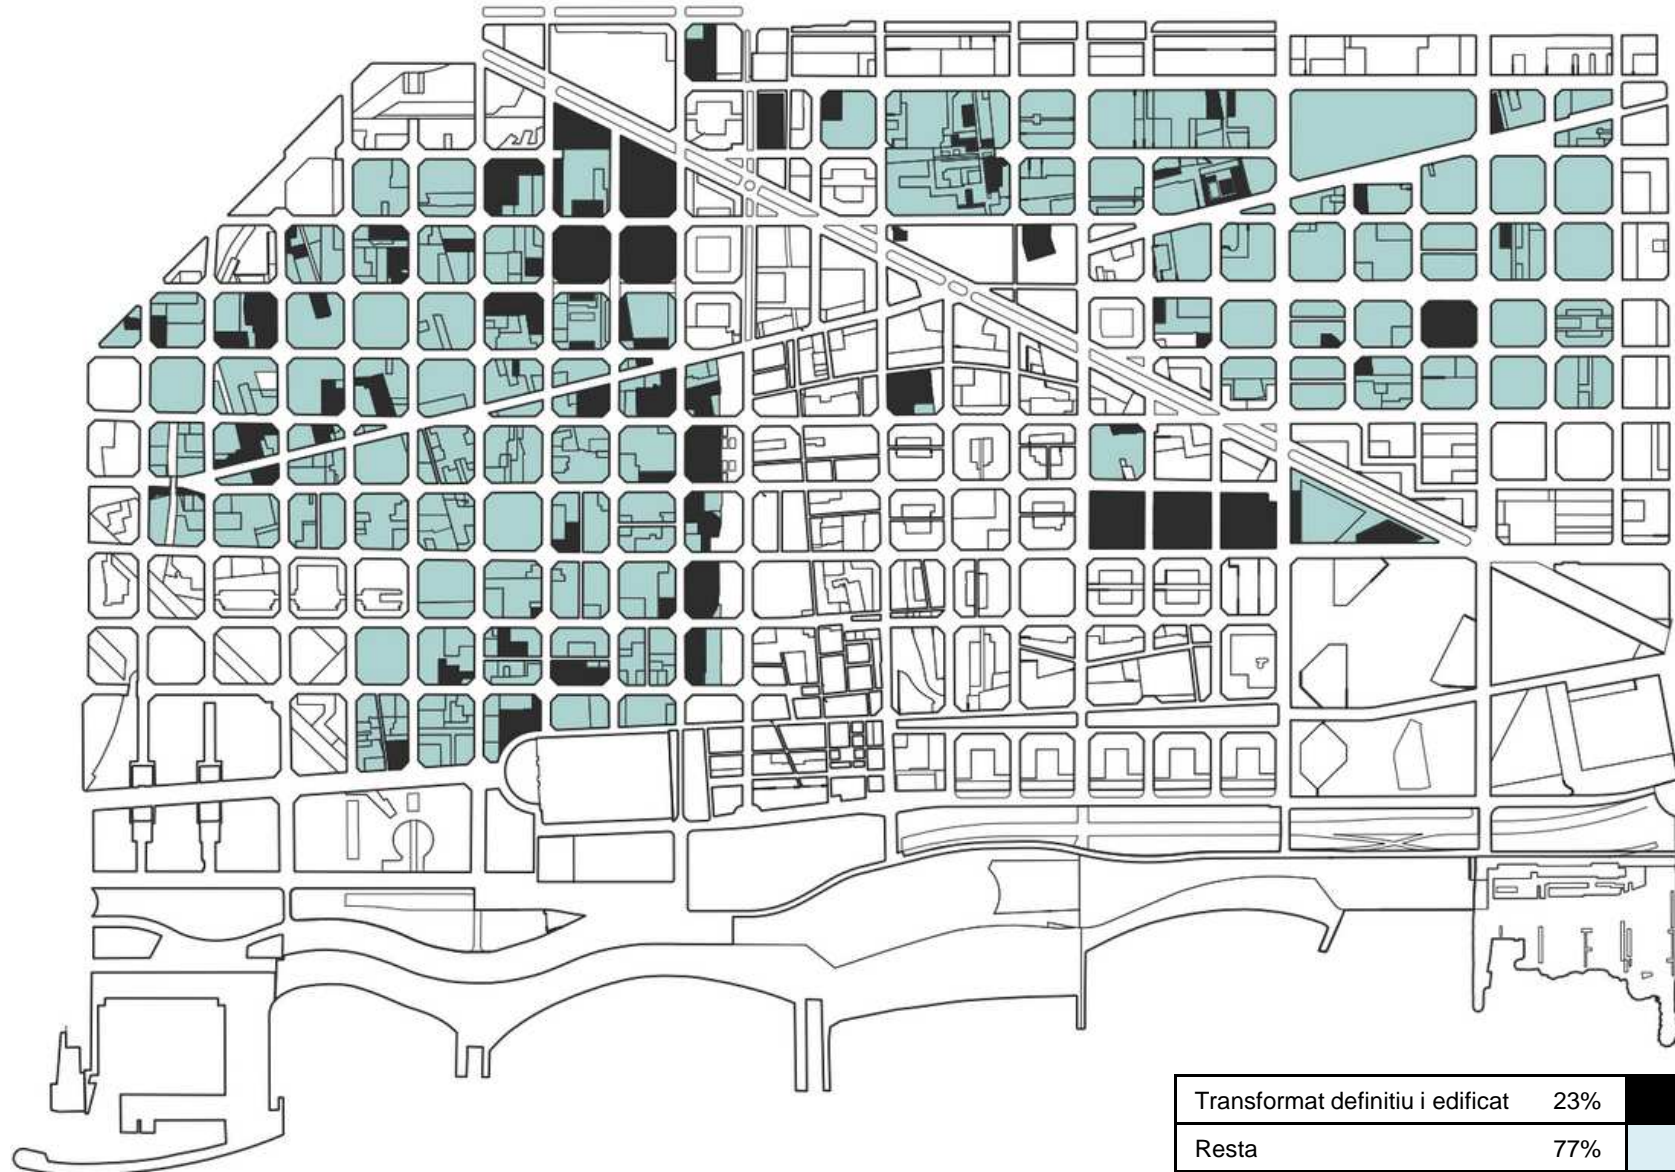 Transformat definitiu i edificat 23%
Resta 77%